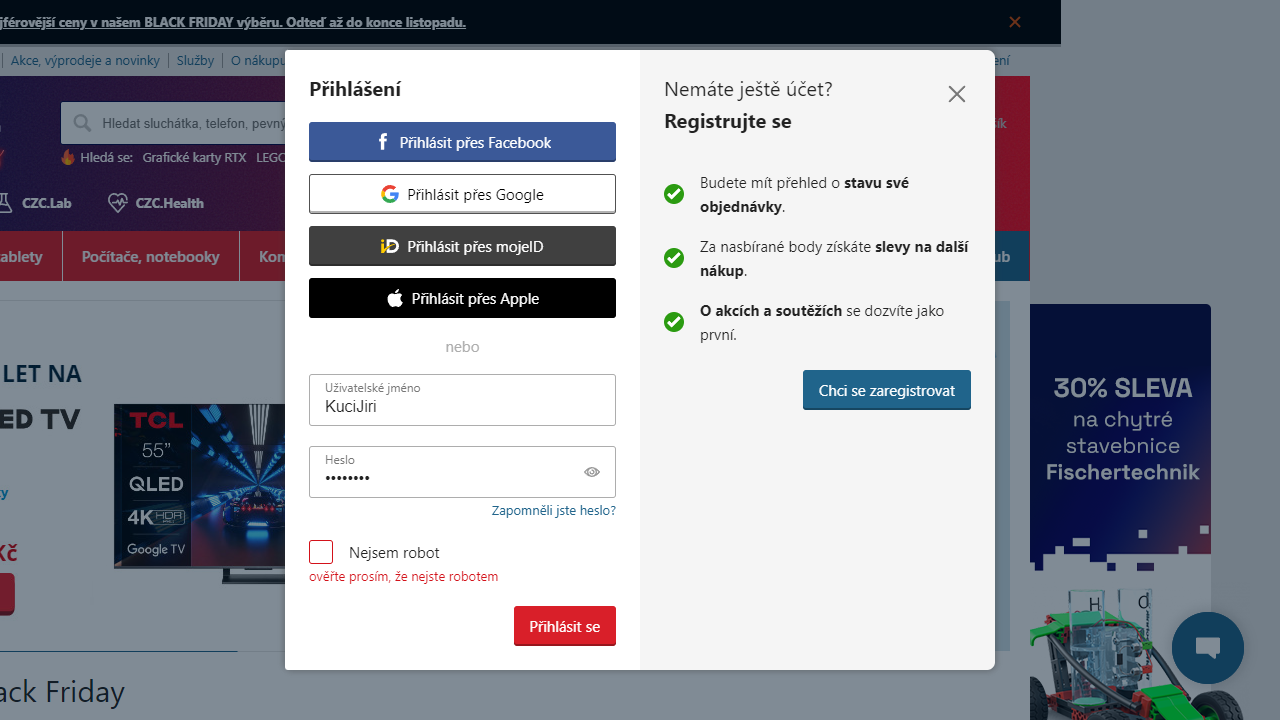 jférovější ceny v našem BLACK FRIDAY výběru. Odteď až do konce listopadu.
Akce, výprodeje a novinky
Služby
O nákupu
ení
Hledat sluchátka, telefon, pevný
šík
Hledá se:
Grafické karty RTX
LEGO
CZC.Lab
CZC.Health
ablety
Počítače, notebooky
Kom
ub
Přihlášení
Přihlásit přes Facebook
Přihlásit přes Google
Přihlásit přes mojeID
Přihlásit přes Apple
nebo
Uživatelské jméno
KuciJiri
Heslo
••••••••
Zapomněli jste heslo?
Nejsem robot
ověřte prosím, že nejste robotem
Přihlásit se
Nemáte ještě účet?
Registrujte se
Budete mít přehled o stavu své
objednávky.
Za nasbírané body získáte slevy na další
nákup.
O akcích a soutěžích se dozvíte jako
první.
Chci se zaregistrovat
LET NA
ED TV
y
Kč
TCL
55”
QLED
4K HDR PRO
Google TV
30% SLEVA
na chytré
stavebnice
Fischertechnik
H
O
ack Friday